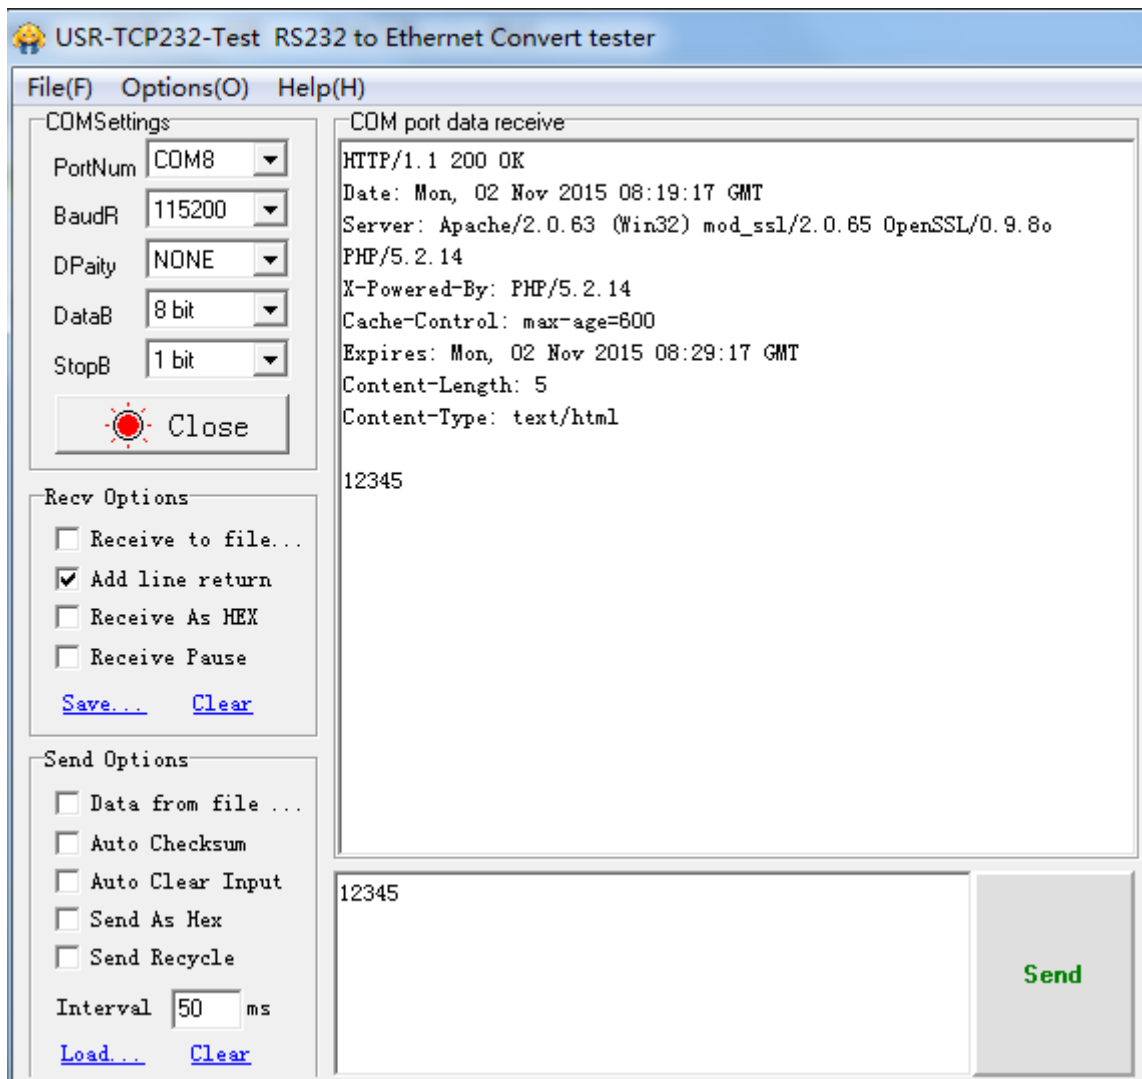 USR-TCP232-Test RS232 to Ethernet Convert tester
File(F) Options(O) Help(H)
COMSettings
PortNum COM8
BaudR 115200
DPaity NONE
DataB 8 bit
StopB 1 bit
Close
Recv Options
Receive to file...
Add line return
Receive As HEX
Receive Pause
Save... Clear
Send Options
Data from file ...
Auto Checksum
Auto Clear Input
Send As Hex
Send Recycle
Interval 50 ms
Load... Clear
COM port data receive
HTTP/1.1 200 OK
Date: Mon, 02 Nov 2015 08:19:17 GMT
Server: Apache/2.0.63 (Win32) mod_ssl/2.0.65 OpenSSL/0.9.8o
PHP/5.2.14
X-Powered-By: PHP/5.2.14
Cache-Control: max-age=600
Expires: Mon, 02 Nov 2015 08:29:17 GMT
Content-Length: 5
Content-Type: text/html
12345
12345
Send